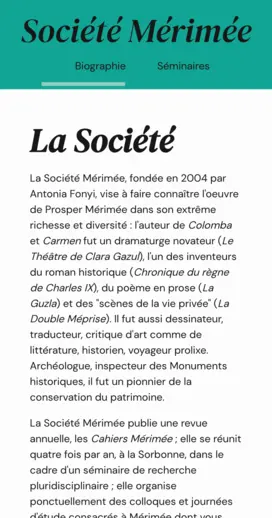 Société Mérimée
Biographie Séminaires
La Société
La Société Mérimée, fondée en 2004 par
Antonia Fonyi, vise à faire connaître l'oeuvre
de Prosper Mérimée dans son extrême
richesse et diversité : l'auteur de Colomba
et Carmen fut un dramaturge novateur (Le
Théâtre de Clara Gazul), l'un des inventeurs
du roman historique (Chronique du règne
de Charles IX), du poème en prose (La
Guzla) et des "scènes de la vie privée" (La
Double Méprise). Il fut aussi dessinateur,
traducteur, critique d'art comme de
littérature, historien, voyageur prolixe.
Archéologue, inspecteur des Monuments
historiques, il fut un pionnier de la
conservation du patrimoine.
La Société Mérimée publie une revue
annuelle, les Cahiers Mérimée ; elle se réunit
quatre fois par an, à la Sorbonne, dans le
cadre d'un séminaire de recherche
pluridisciplinaire ; elle organise
ponctuellement des colloques et journées
d'étude consacrés à Mérimée dont vous